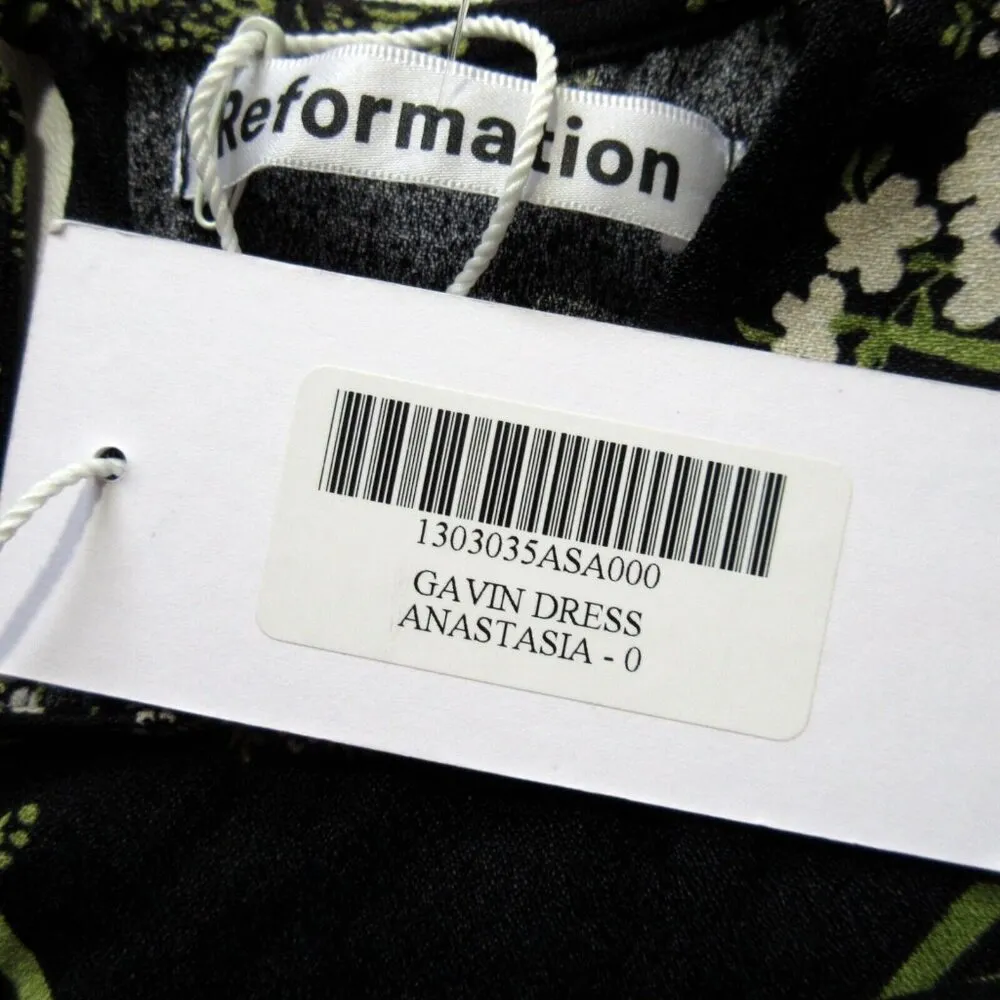 Reformation
1303035ASA000
GAVIN DRESS
ANASTASIA - 0